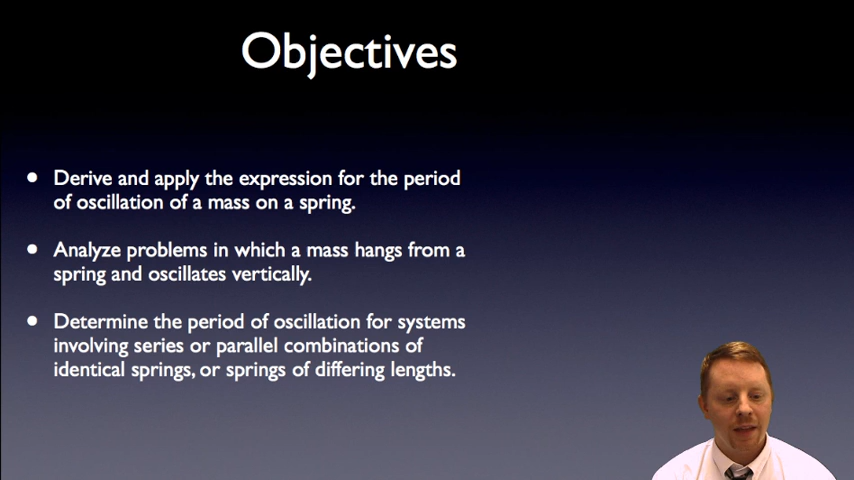 Objectives
• Derive and apply the expression for the period
of oscillation of a mass on a spring.
• Analyze problems in which a mass hangs from a
spring and oscillates vertically.
• Determine the period of oscillation for systems
involving series or parallel combinations of
identical springs, or springs of differing lengths.